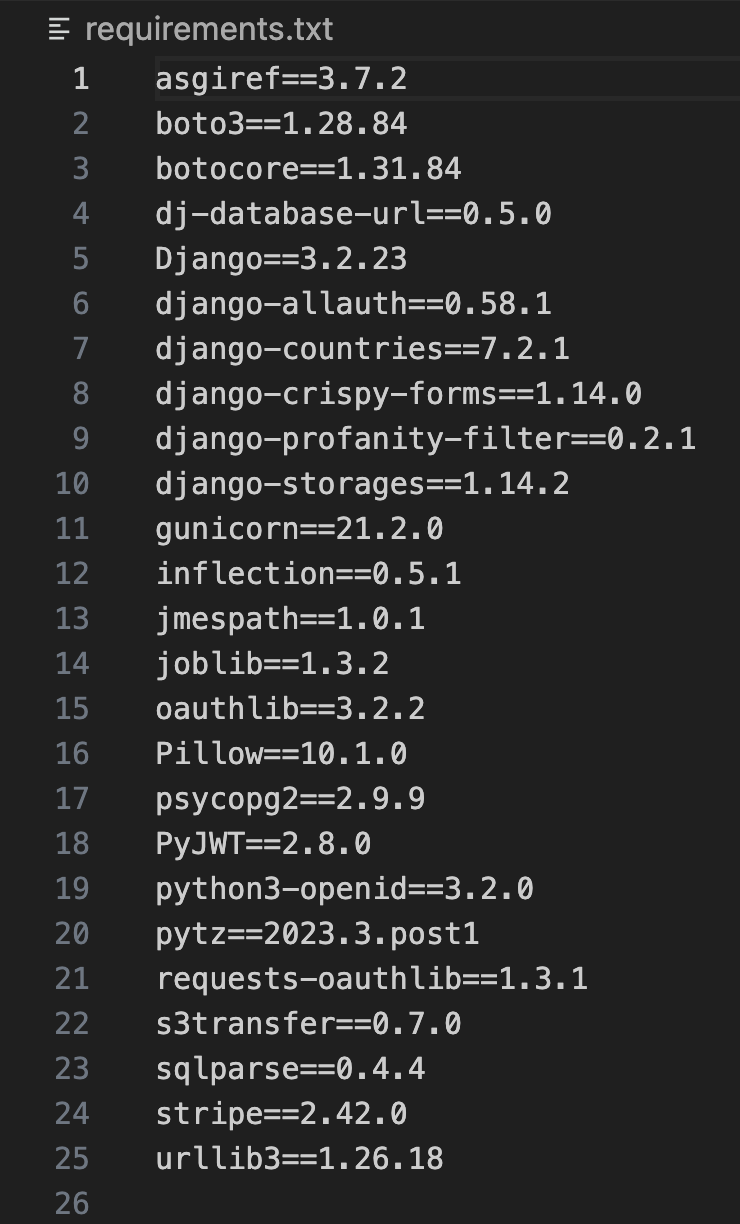 requirements.txt
1 asgiref==3.7.2
2 boto3==1.28.84
3 botocore==1.31.84
4 dj-database-url==0.5.0
5 Django==3.2.23
6 django-allauth==0.58.1
7 django-countries==7.2.1
8 django-crispy-forms==1.14.0
9 django-profanity-filter==0.2.1
10 django-storages==1.14.2
11 gunicorn==21.2.0
12 inflection==0.5.1
13 jmespath==1.0.1
14 joblib==1.3.2
15 oauthlib==3.2.2
16 Pillow==10.1.0
17 psycopg2==2.9.9
18 PyJWT==2.8.0
19 python3-openid==3.2.0
20 pytz==2023.3.post1
21 requests-oauthlib==1.3.1
22 s3transfer==0.7.0
23 sqlparse==0.4.4
24 stripe==2.42.0
25 urllib3==1.26.18
26